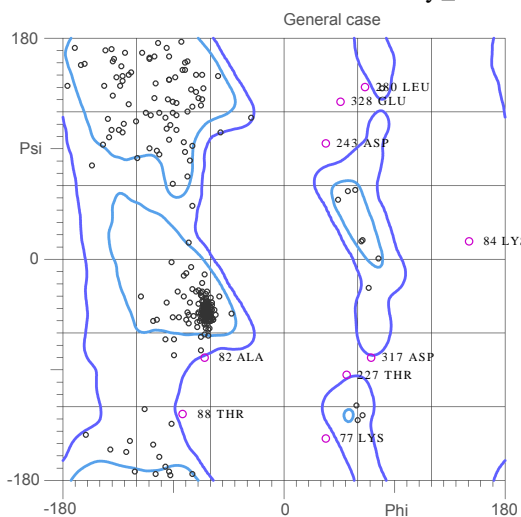 General case
180
280 LEU
328 GLU
Psi
243 ASP
84 LYS
0
82 ALA
317 ASP
227 THR
88 THR
77 LYS
-180
-180 0 Phi 180